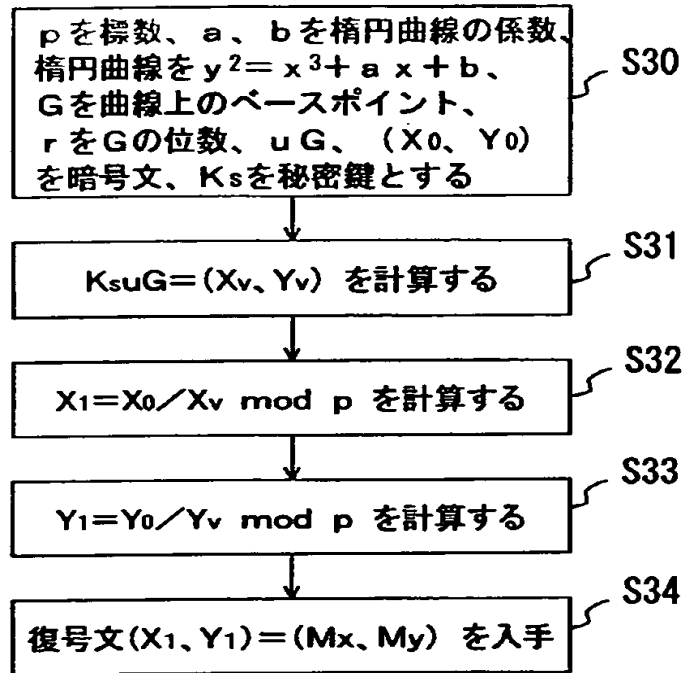 pを標数、a、bを楕円曲線の係数、
楕円曲線をy²=x³+ax+b、
Gを曲線上のベースポイント、
rをGの位数、uG、(X0、Y0)
を暗号文、Ksを秘密鍵とする
S30
KsuG=(Xv、Yv)を計算する
S31
X1=X0/Xv mod p を計算する
S32
Y1=Y0/Yv mod p を計算する
S33
復号文(X1、Y1)=(Mx、My)を入手
S34